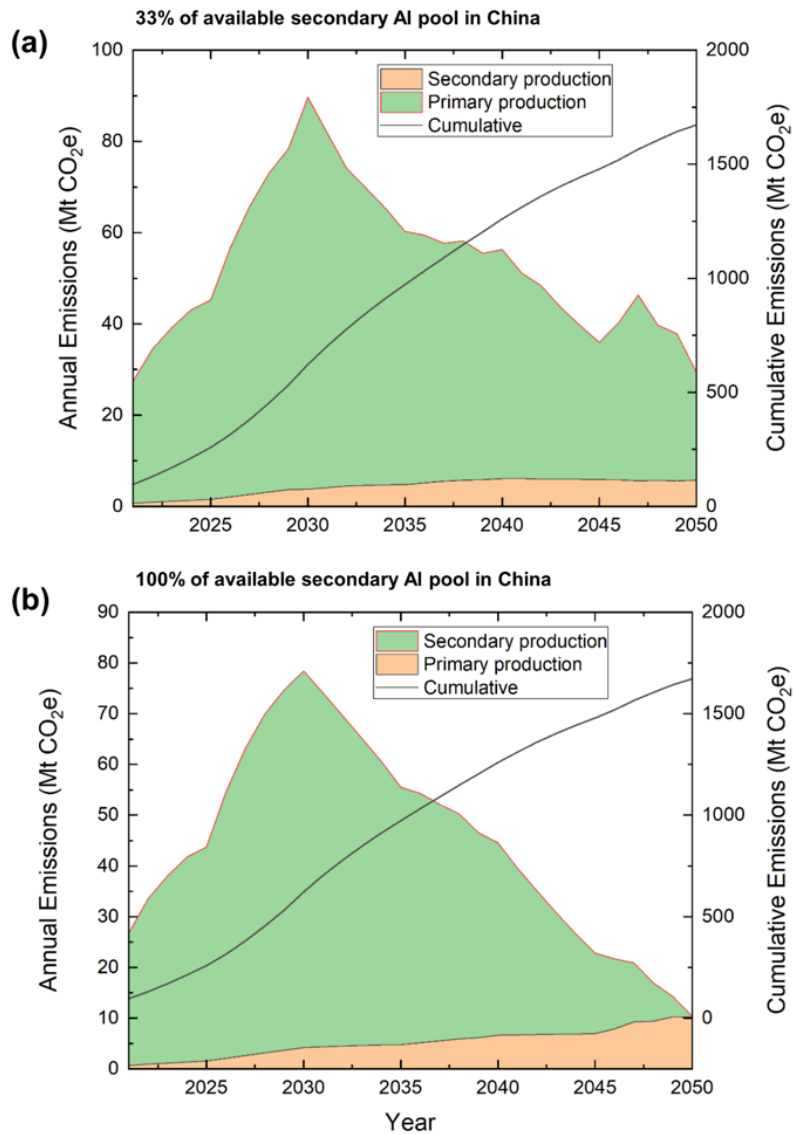 33% of available secondary Al pool in China
(a)
100
80
60
40
20
0
Annual Emissions (Mt CO₂e)
Secondary production
Primary production
Cumulative
2000
1500
1000
500
0
Cumulative Emissions (Mt CO₂e)
2025 2030 2035 2040 2045 2050
100% of available secondary Al pool in China
(b)
90
80
70
60
50
40
30
20
10
0
Annual Emissions (Mt CO₂e)
Secondary production
Primary production
Cumulative
2000
1500
1000
500
0
Cumulative Emissions (Mt CO₂e)
2025 2030 2035 2040 2045 2050
Year